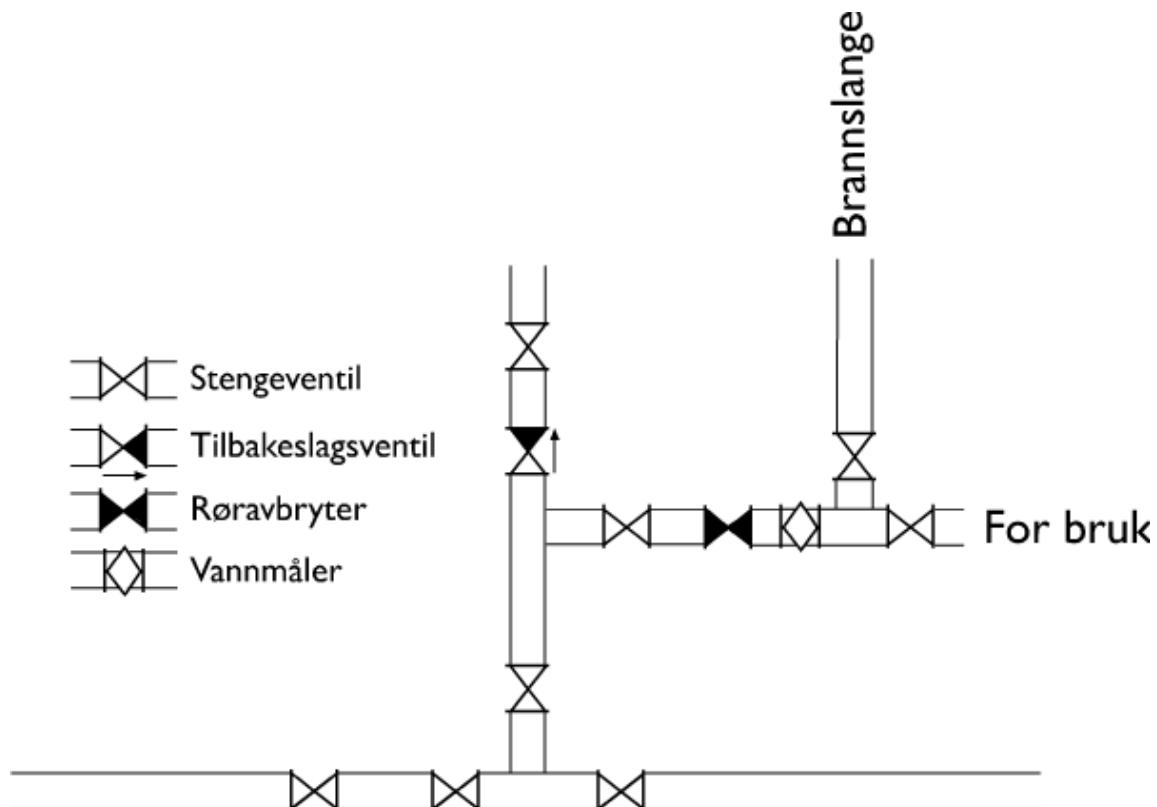 Brannslange
Stengeventil
Tilbakeslagsventil
Røravbryter
Vannmåler
For bruk